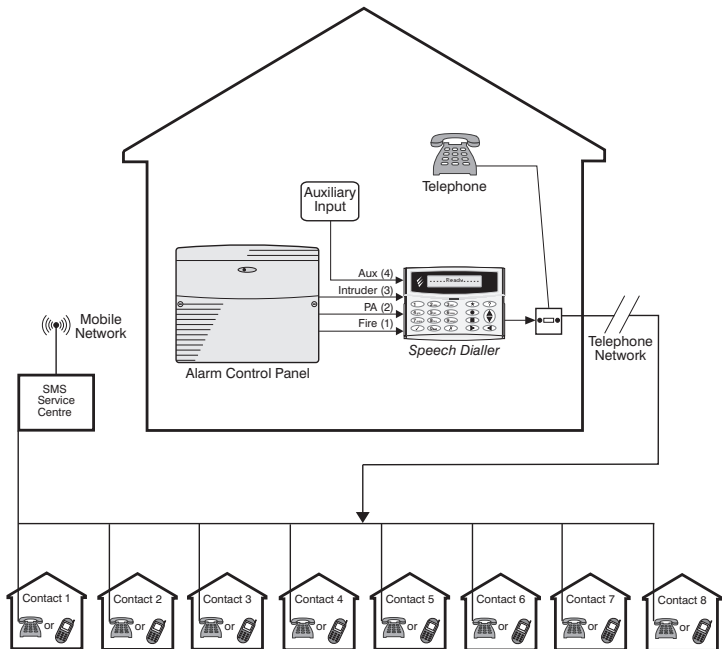 Telephone
Auxiliary
Input
Aux (4)
Intruder (3)
PA (2)
Fire (1)
Ready
Alarm Control Panel
Speech Dialler
Telephone
Network
Mobile
Network
SMS
Service
Centre
Contact 1
or
Contact 2
or
Contact 3
or
Contact 4
or
Contact 5
or
Contact 6
or
Contact 7
or
Contact 8
or